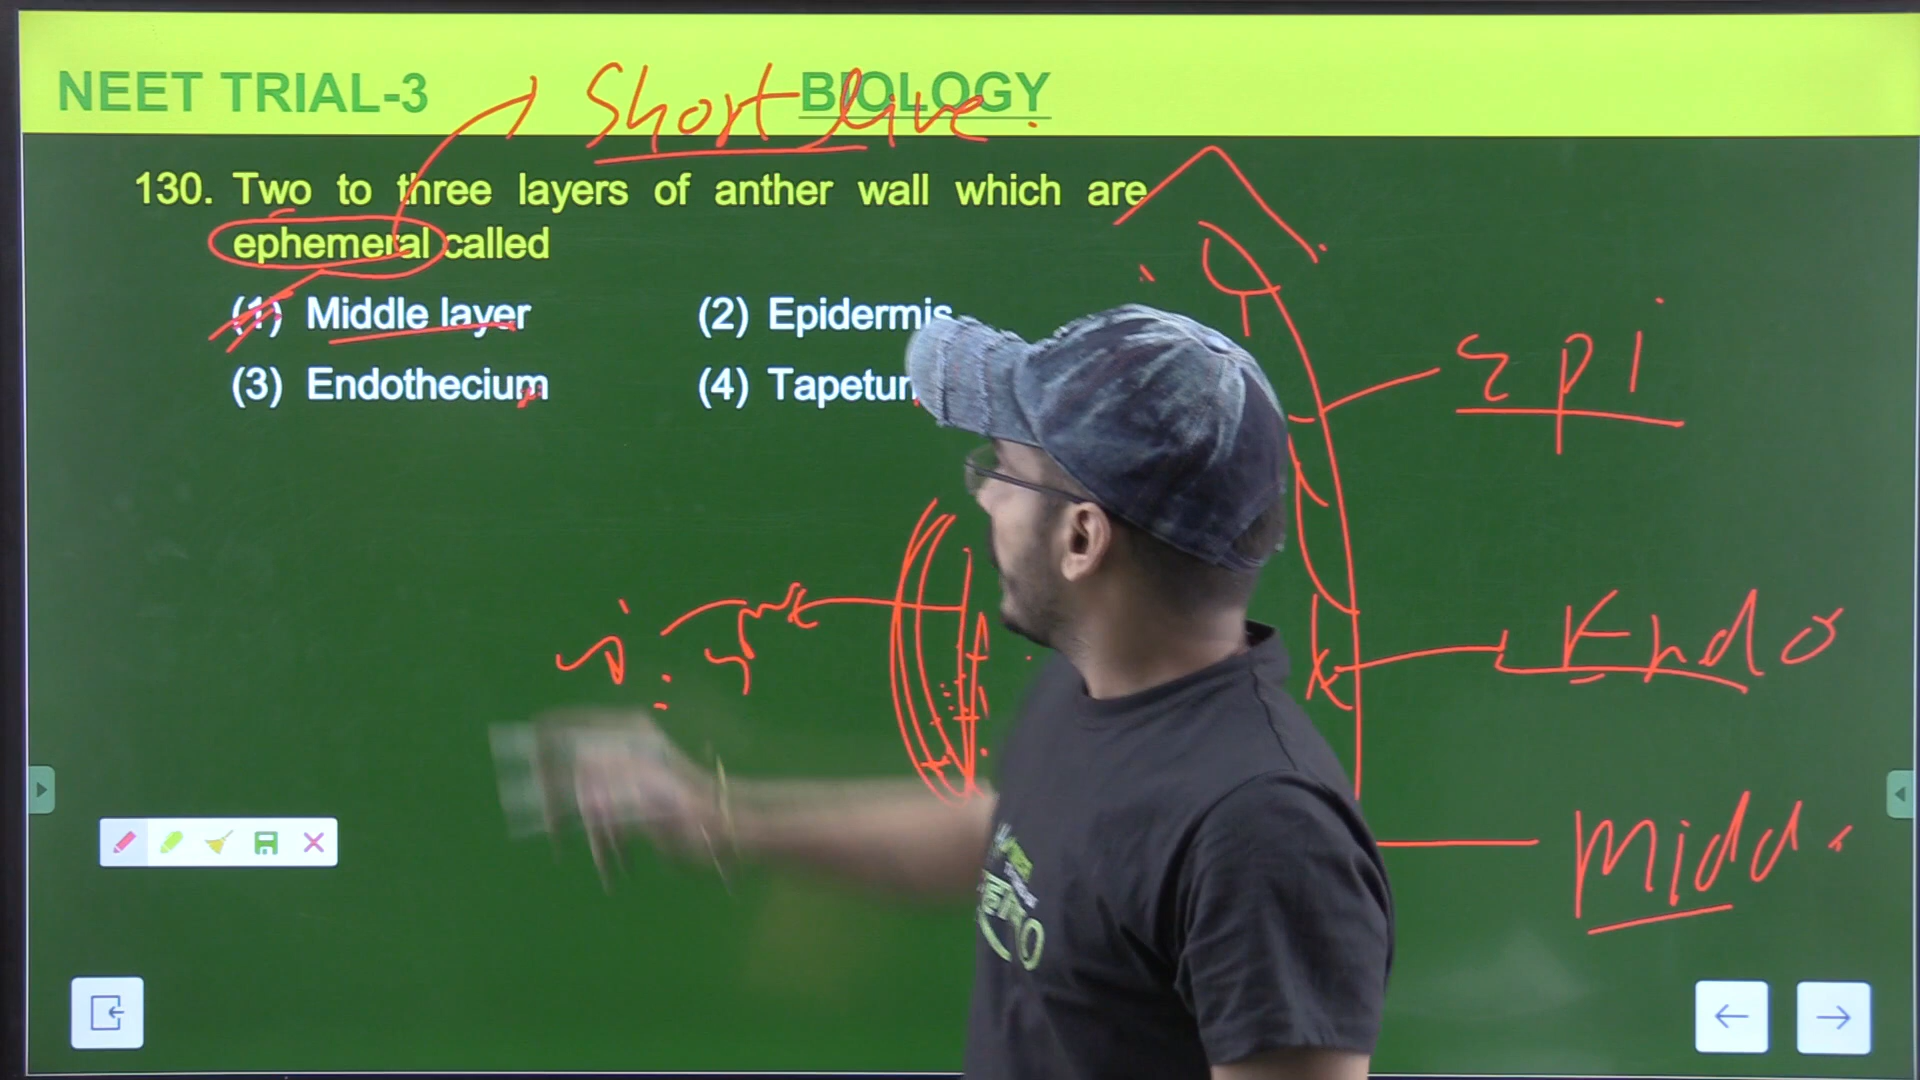 NEET TRIAL-3 BIOLOGY
Short live.
130. Two to three layers of anther wall which are
ephemeral called
(1) Middle layer (2) Epidermis
(3) Endothecium (4)
Epi
Endo
Midd.